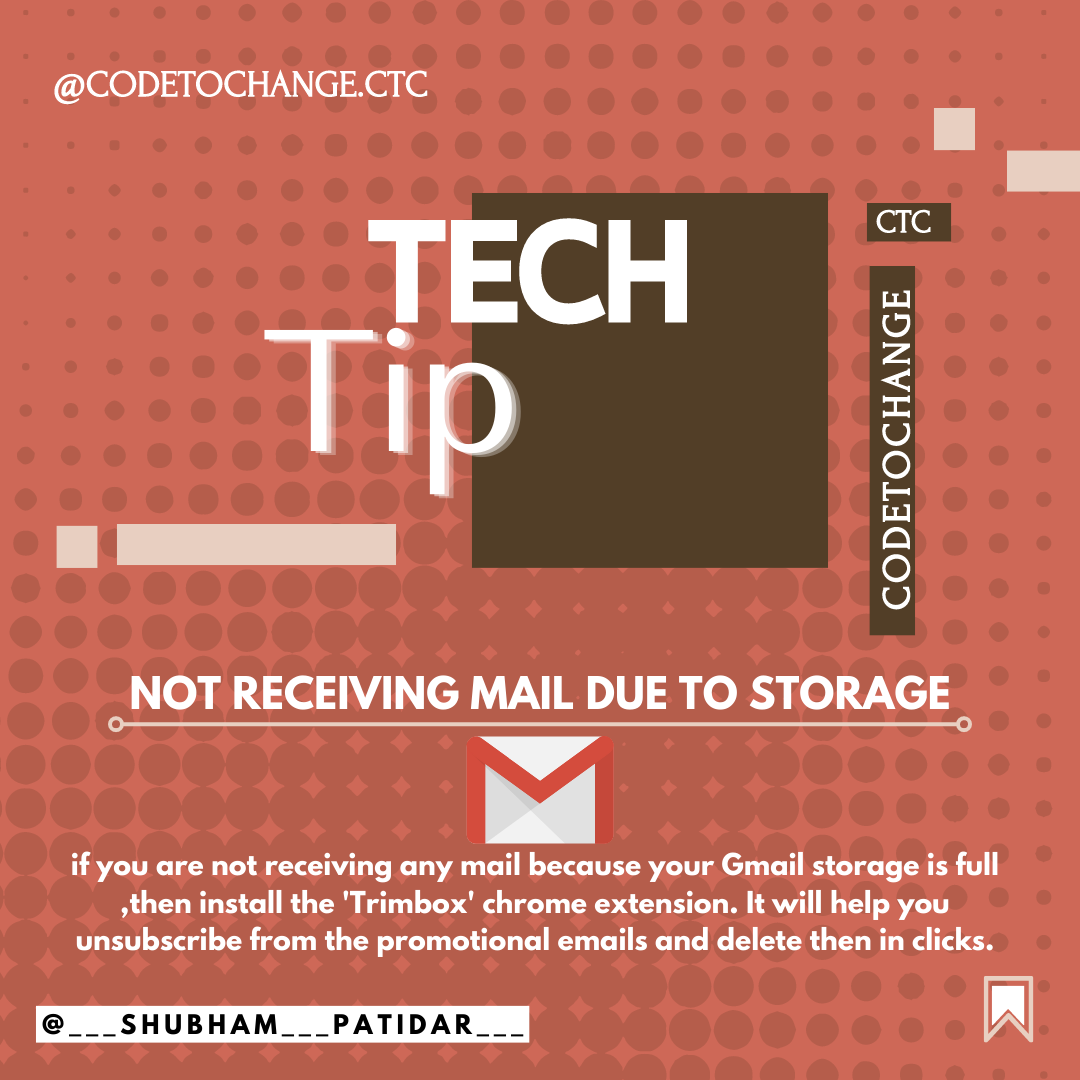 @CODETOCHANGE.CTC
TECH
Tip
CTC
CODETOCHANGE
NOT RECEIVING MAIL DUE TO STORAGE
if you are not receiving any mail because your Gmail storage is full
,then install the 'Trimbox' chrome extension. It will help you
unsubscribe from the promotional emails and delete then in clicks.
@___SHUBHAM___PATIDAR___